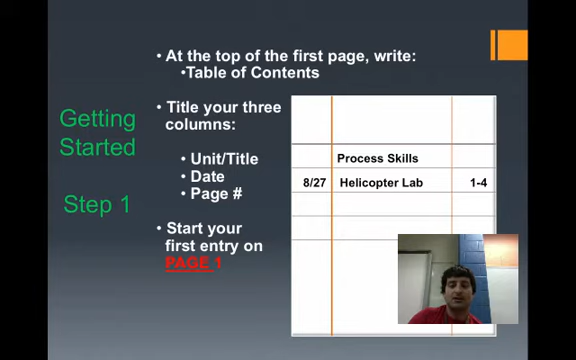 • At the top of the first page, write:
•Table of Contents
Getting
Started
Step 1
• Title your three
columns:
• Unit/Title
• Date
• Page #
• Start your
first entry on
PAGE 1
Process Skills
8/27 Helicopter Lab 1-4